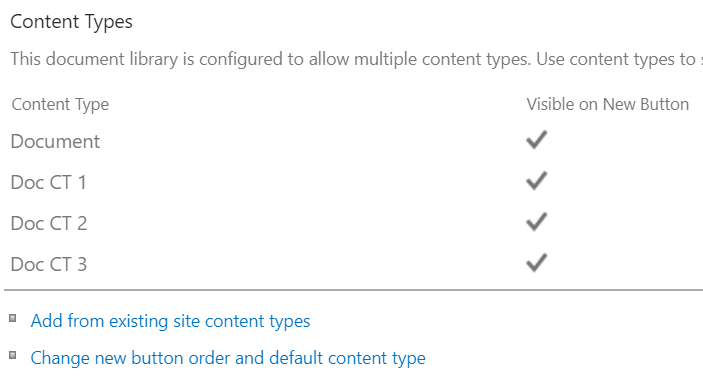 Content Types
This document library is configured to allow multiple content types. Use content types to
Content Type Visible on New Button
Document
Doc CT 1
Doc CT 2
Doc CT 3
Add from existing site content types
Change new button order and default content type